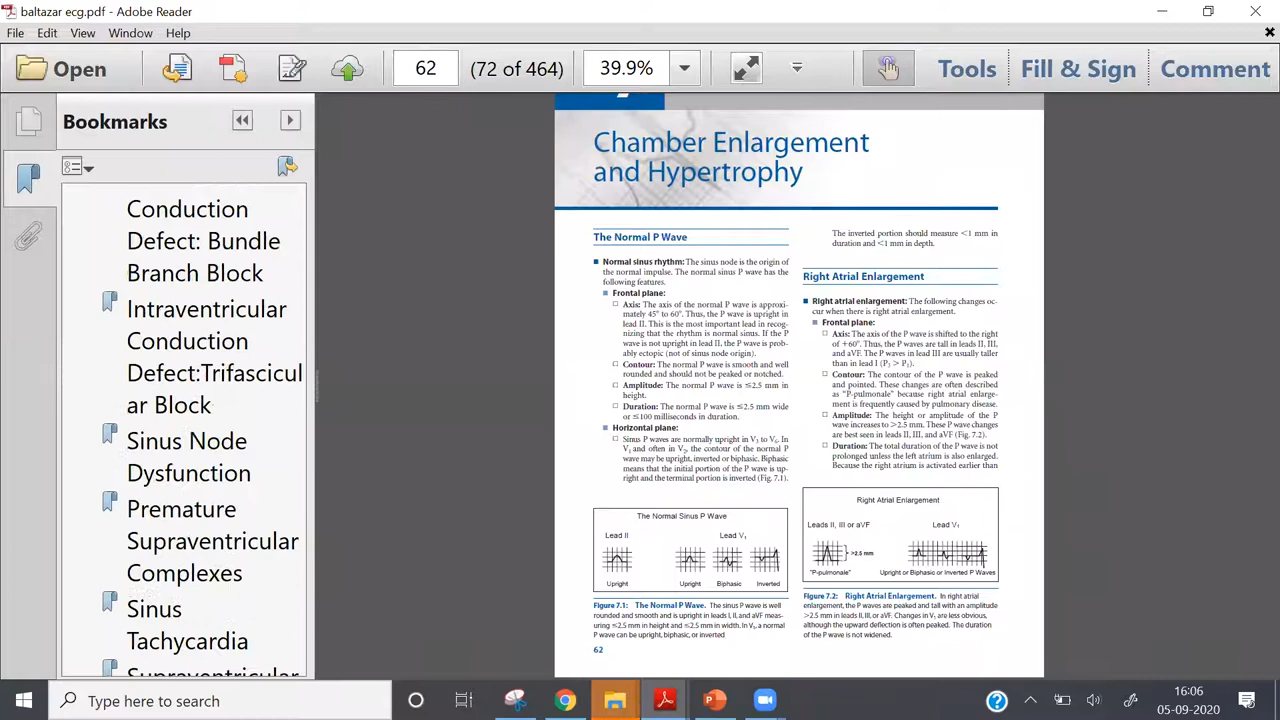 baltazar ecg.pdf - Adobe Reader
File Edit View Window Help
Open 62 (72 of 464) 39.9% Tools Fill & Sign Comment
Bookmarks
Conduction
Defect: Bundle
Branch Block
Intraventricular
Conduction
Defect:Trifascicul
ar Block
Sinus Node
Dysfunction
Premature
Supraventricular
Complexes
Sinus
Tachycardia
Supraventricular
Chamber Enlargement
and Hypertrophy
The Normal P Wave
Normal sinus rhythm: The sinus node is the origin of
the normal impulse. The normal sinus P wave has the
following features.
Frontal plane:
Axis: The axis of the normal P wave is approxi-
mately 45° to 60°. Thus, the P wave is upright in
lead II. This is the most important lead in recog-
nizing that the rhythm is normal sinus. If the P
wave is not upright in lead II, the P wave is prob-
ably ectopic (not of sinus node origin).
Contour: The normal P wave is smooth and well
rounded and should not be peaked or notched.
Amplitude: The normal P wave is ≤2.5 mm in
height.
Duration: The normal P wave is ≤2.5 mm wide
or ≤100 milliseconds in duration.
Horizontal plane:
Sinus P waves are normally upright in V3 to V6. In
V1 and often in V2, the contour of the normal P
wave may be upright, inverted or biphasic. Biphasic
means that the initial portion of the P wave is up-
right and the terminal portion is inverted (Fig. 7.1).
The Normal Sinus P Wave
Lead II Lead V1
Upright Upright Biphasic Inverted
Figure 7.1: The Normal P Wave. The sinus P wave is well
rounded and smooth and is upright in leads I, II, and aVF meas-
uring ≤2.5 mm in height and ≤2.5 mm in width. In V1, a normal
P wave can be upright, biphasic, or inverted
62
The inverted portion should measure <1 mm in
duration and <1 mm in depth.
Right Atrial Enlargement
Right atrial enlargement: The following changes oc-
cur when there is right atrial enlargement.
Frontal plane:
Axis: The axis of the P wave is shifted to the right
of +60°. Thus, the P waves are tall in leads II, III,
and aVF. The P waves in lead III are usually taller
than in lead I (P3 > P1).
Contour: The contour of the P wave is peaked
and pointed. These changes are often described
as "P-pulmonale" because right atrial enlarge-
ment is frequently caused by pulmonary disease.
Amplitude: The height or amplitude of the P
wave increases to >2.5 mm. These P wave changes
are best seen in leads II, III, and aVF (Fig. 7.2).
Duration: The total duration of the P wave is not
prolonged unless the left atrium is also enlarged.
Because the right atrium is activated earlier than
Right Atrial Enlargement
Leads II, III or aVF Lead V1
>2.5 mm
"P-pulmonale" Upright or Biphasic or Inverted P Waves
Figure 7.2: Right Atrial Enlargement. In right atrial
enlargement, the P waves are peaked and tall with an amplitude
>2.5 mm in leads II, III, or aVF. Changes in V1 are less obvious,
although the upward deflection is often peaked. The duration
of the P wave is not widened.
Type here to search
16:06
05-09-2020